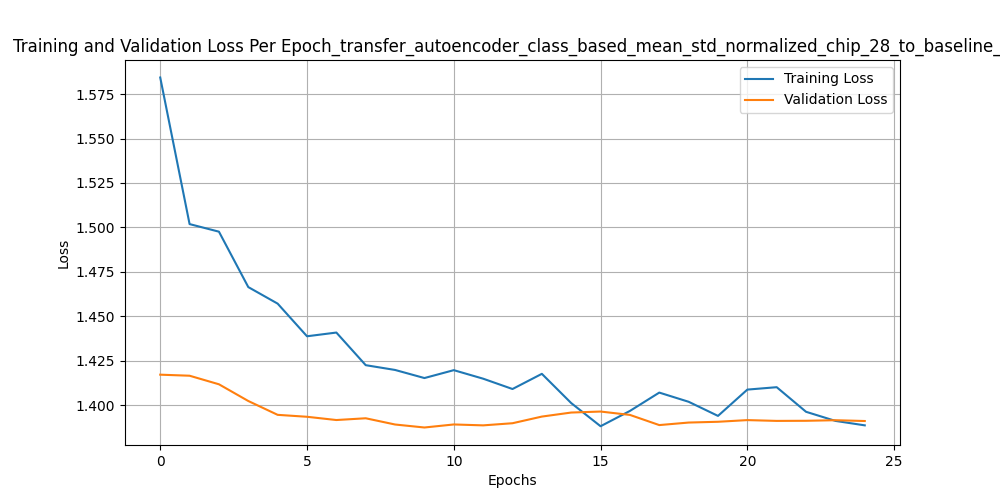 Training and Validation Loss Per Epoch_transfer_autoencoder_class_based_mean_std_normalized_chip_28_to_baseline_
Training Loss
Validation Loss
1.575
1.550
1.525
1.500
1.475
1.450
1.425
1.400
Loss
0
5
10
15
20
25
Epochs